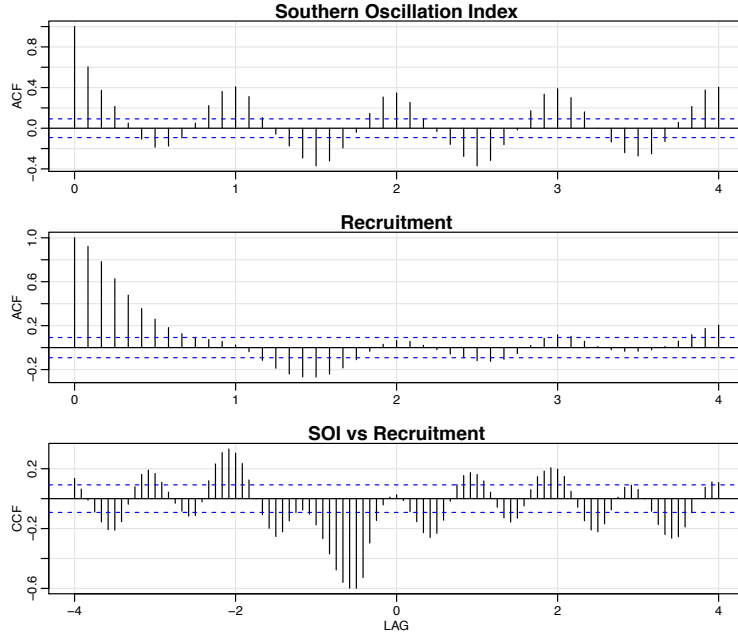 Southern Oscillation Index
ACF
−0.4 0.0 0.4 0.8
0 1 2 3 4
Recruitment
ACF
−0.2 0.2 0.6 1.0
0 1 2 3 4
SOI vs Recruitment
CCF
−0.6 −0.2 0.2
−4 −2 0 2 4
LAG